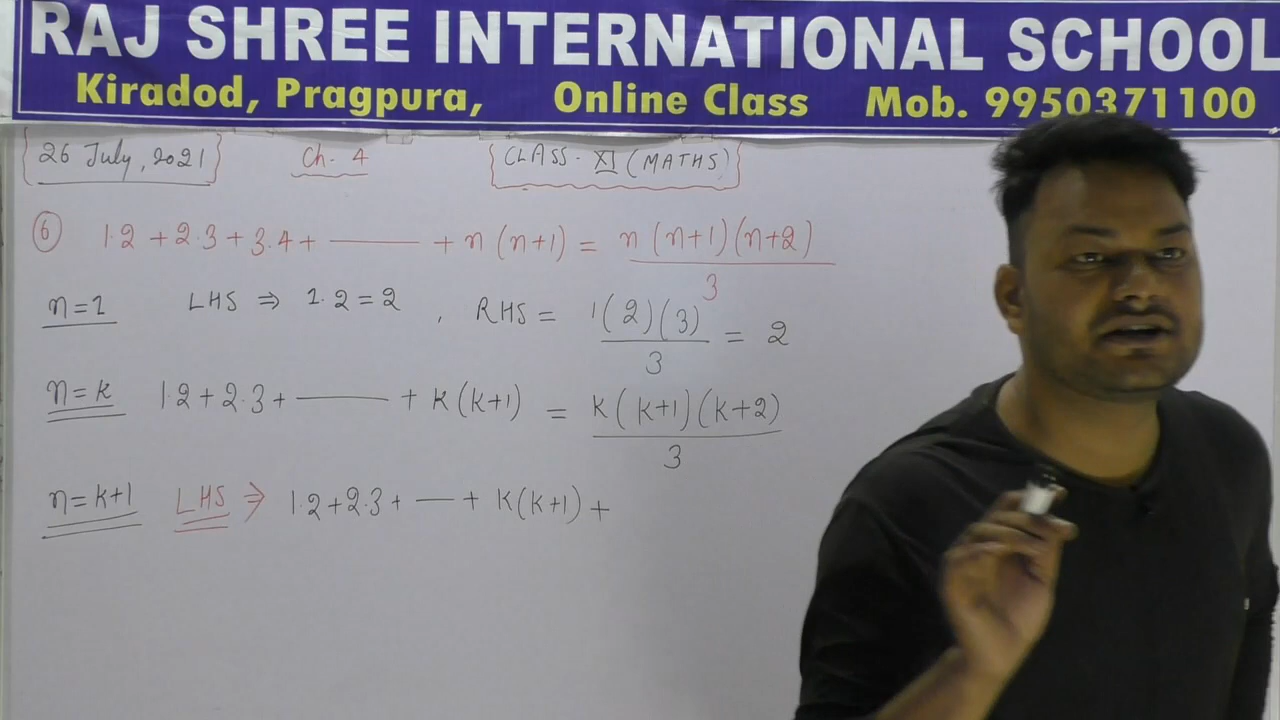 RAJ SHREE INTERNATIONAL SCHOOL
Kiradod, Pragpura, Online Class Mob. 9950371100
26 July, 2021 Ch. 4 CLASS - XI (MATHS)
⑥ 1.2 + 2.3 + 3.4 + ——— + n (n+1) = n (n+1) (n+2) / 3
n=1 LHS ⇒ 1.2 = 2 , RHS = 1(2)(3) / 3 = 2
n=k 1.2 + 2.3 + ——— + k (k+1) = k (k+1) (k+2) / 3
n=k+1 LHS ⇒ 1.2 + 2.3 + — + k(k+1) +